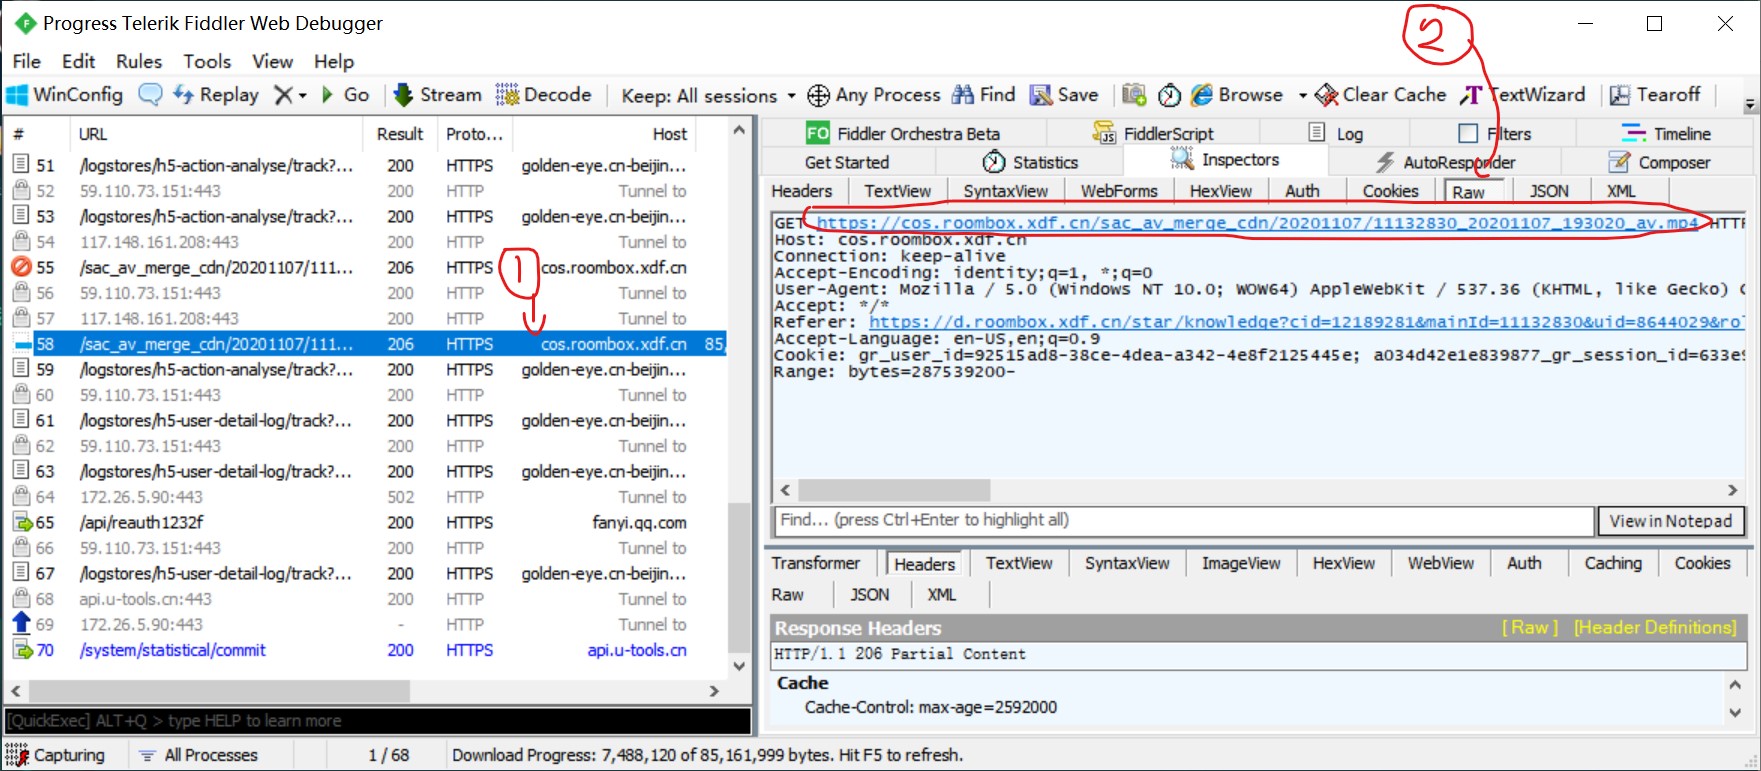 Progress Telerik Fiddler Web Debugger
2
File Edit Rules Tools View Help
WinConfig Replay Go Stream Decode Keep: All sessions Any Process Find Save Browse Clear Cache TextWizard Tearoff
# URL Result Proto... Host
51 /logstores/h5-action-analyse/track?... 200 HTTPS golden-eye.cn-beijin...
52 59.110.73.151:443 200 HTTP Tunnel to
53 /logstores/h5-action-analyse/track?... 200 HTTPS golden-eye.cn-beijin...
54 117.148.161.208:443 200 HTTP Tunnel to
55 /sac_av_merge_cdn/20201107/111... 206 HTTPS cos.roombox.xdf.cn
1
56 59.110.73.151:443 200 HTTP Tunnel to
57 117.148.161.208:443 200 HTTP Tunnel to
58 /sac_av_merge_cdn/20201107/111... 206 HTTPS cos.roombox.xdf.cn 85,
59 /logstores/h5-action-analyse/track?... 200 HTTPS golden-eye.cn-beijin...
60 59.110.73.151:443 200 HTTP Tunnel to
61 /logstores/h5-user-detail-log/track?... 200 HTTPS golden-eye.cn-beijin...
62 59.110.73.151:443 200 HTTP Tunnel to
63 /logstores/h5-user-detail-log/track?... 200 HTTPS golden-eye.cn-beijin...
64 172.26.5.90:443 502 HTTP Tunnel to
65 /api/reauth1232f 200 HTTPS fanyi.qq.com
66 59.110.73.151:443 200 HTTP Tunnel to
67 /logstores/h5-user-detail-log/track?... 200 HTTPS golden-eye.cn-beijin...
68 api.u-tools.cn:443 200 HTTP Tunnel to
69 172.26.5.90:443 - HTTP Tunnel to
70 /system/statistical/commit 200 HTTPS api.u-tools.cn
[QuickExec] ALT+Q > type HELP to learn more
FO Fiddler Orchestra Beta FiddlerScript Log Filters Timeline
Get Started Statistics Inspectors AutoResponder Composer
Headers TextView SyntaxView WebForms HexView Auth Cookies Raw JSON XML
GET https://cos.roombox.xdf.cn/sac_av_merge_cdn/20201107/11132830_20201107_193020_av.mp4 HTTP
Host: cos.roombox.xdf.cn
Connection: keep-alive
Accept-Encoding: identity;q=1, *;q=0
User-Agent: Mozilla / 5.0 (Windows NT 10.0; WOW64) AppleWebKit / 537.36 (KHTML, like Gecko) C
Accept: */*
Referer: https://d.roombox.xdf.cn/star/knowledge?cid=12189281&mainId=11132830&uid=8644029&rol
Accept-Language: en-US,en;q=0.9
Cookie: gr_user_id=92515ad8-38ce-4dea-a342-4e8f2125445e; a034d42e1e839877_gr_session_id=633e9
Range: bytes=287539200-
Find... (press Ctrl+Enter to highlight all) View in Notepad
Transformer Headers TextView SyntaxView ImageView HexView WebView Auth Caching Cookies
Raw JSON XML
Response Headers [ Raw ] [Header Definitions]
HTTP/1.1 206 Partial Content
Cache
Cache-Control: max-age=2592000
Capturing All Processes 1 / 68 Download Progress: 7,488,120 of 85,161,999 bytes. Hit F5 to refresh.